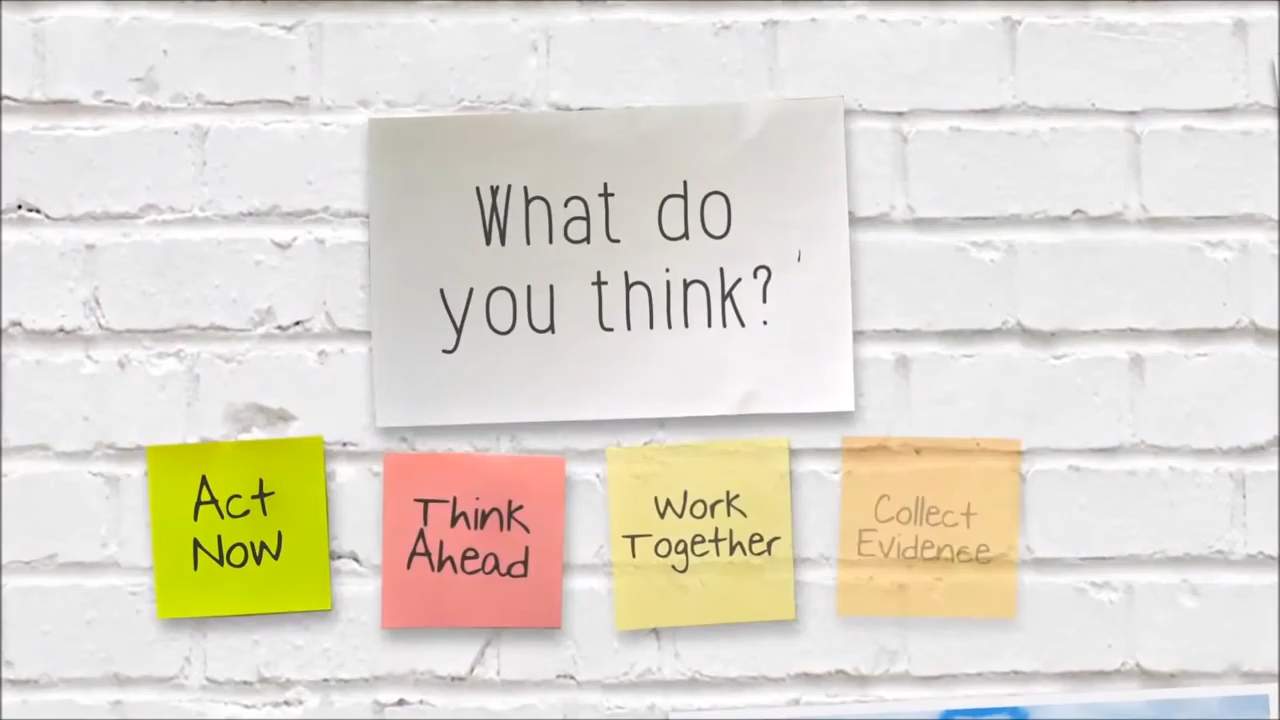 What do
you think?
Act
Now
Think
Ahead
Work
Together
Collect
Evidence